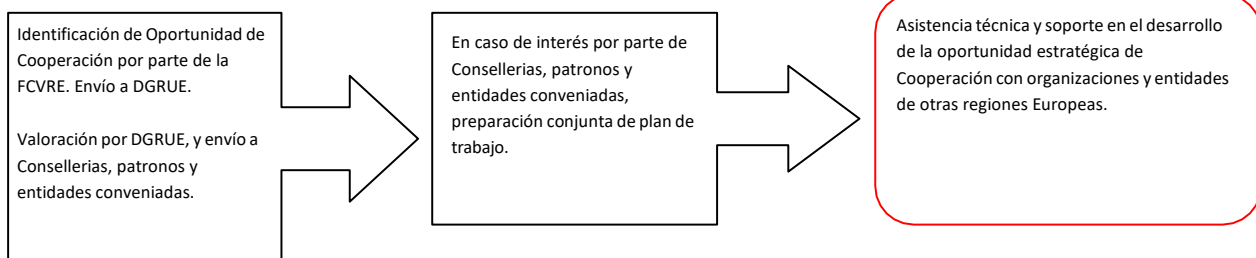 Identificación de Oportunidad de
Cooperación por parte de la
FCVRE. Envío a DGRUE.
Valoración por DGRUE, y envío a
Consellerias, patronos y
entidades conveniadas.
En caso de interés por parte de
Consellerias, patronos y
entidades conveniadas,
preparación conjunta de plan de
trabajo.
Asistencia técnica y soporte en el desarrollo
de la oportunidad estratégica de
Cooperación con organizaciones y entidades
de otras regiones Europeas.